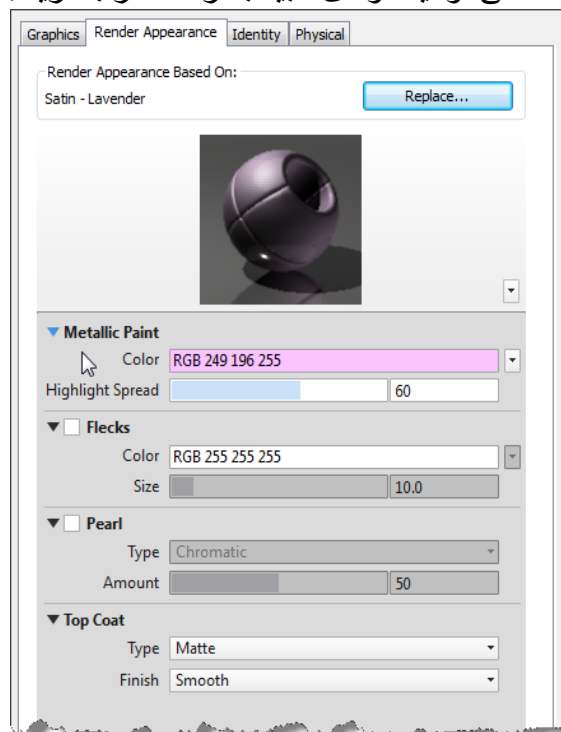 Graphics Render Appearance Identity Physical
Render Appearance Based On:
Satin - Lavender Replace...
Metallic Paint
Color RGB 249 196 255
Highlight Spread 60
Flecks
Color RGB 255 255 255
Size 10.0
Pearl
Type Chromatic
Amount 50
Top Coat
Type Matte
Finish Smooth